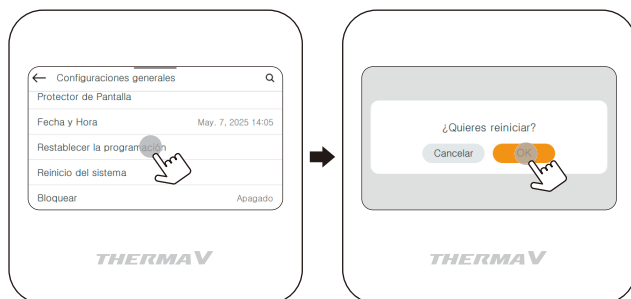 Configuraciones generales
Protector de Pantalla
Fecha y Hora May. 7, 2025 14:05
Restablecer la programación
Reinicio del sistema
Bloquear Apagado
THERMA V
¿Quieres reiniciar?
Cancelar OK
THERMA V